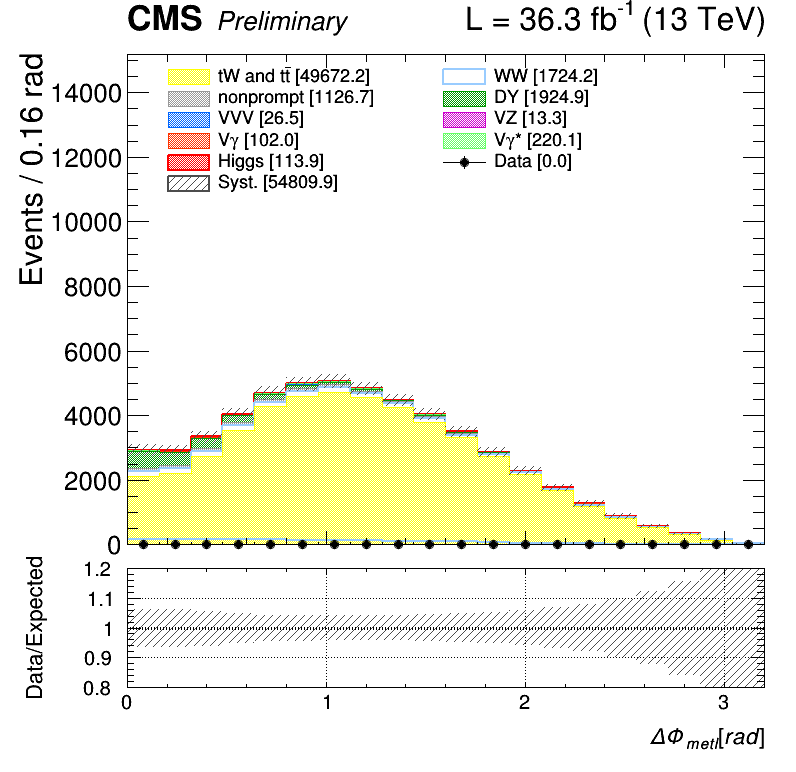 CMS Preliminary L = 36.3 fb-1 (13 TeV)
Events / 0.16 rad
tW and tt̄ [49672.2] WW [1724.2]
nonprompt [1126.7] DY [1924.9]
VVV [26.5] VZ [13.3]
Vγ [102.0] Vγ* [220.1]
Higgs [113.9] Data [0.0]
Syst. [54809.9]
14000
12000
10000
8000
6000
4000
2000
0
Data/Expected
1.2
1.1
1
0.9
0.8
0 1 2 3
ΔΦmetl[rad]